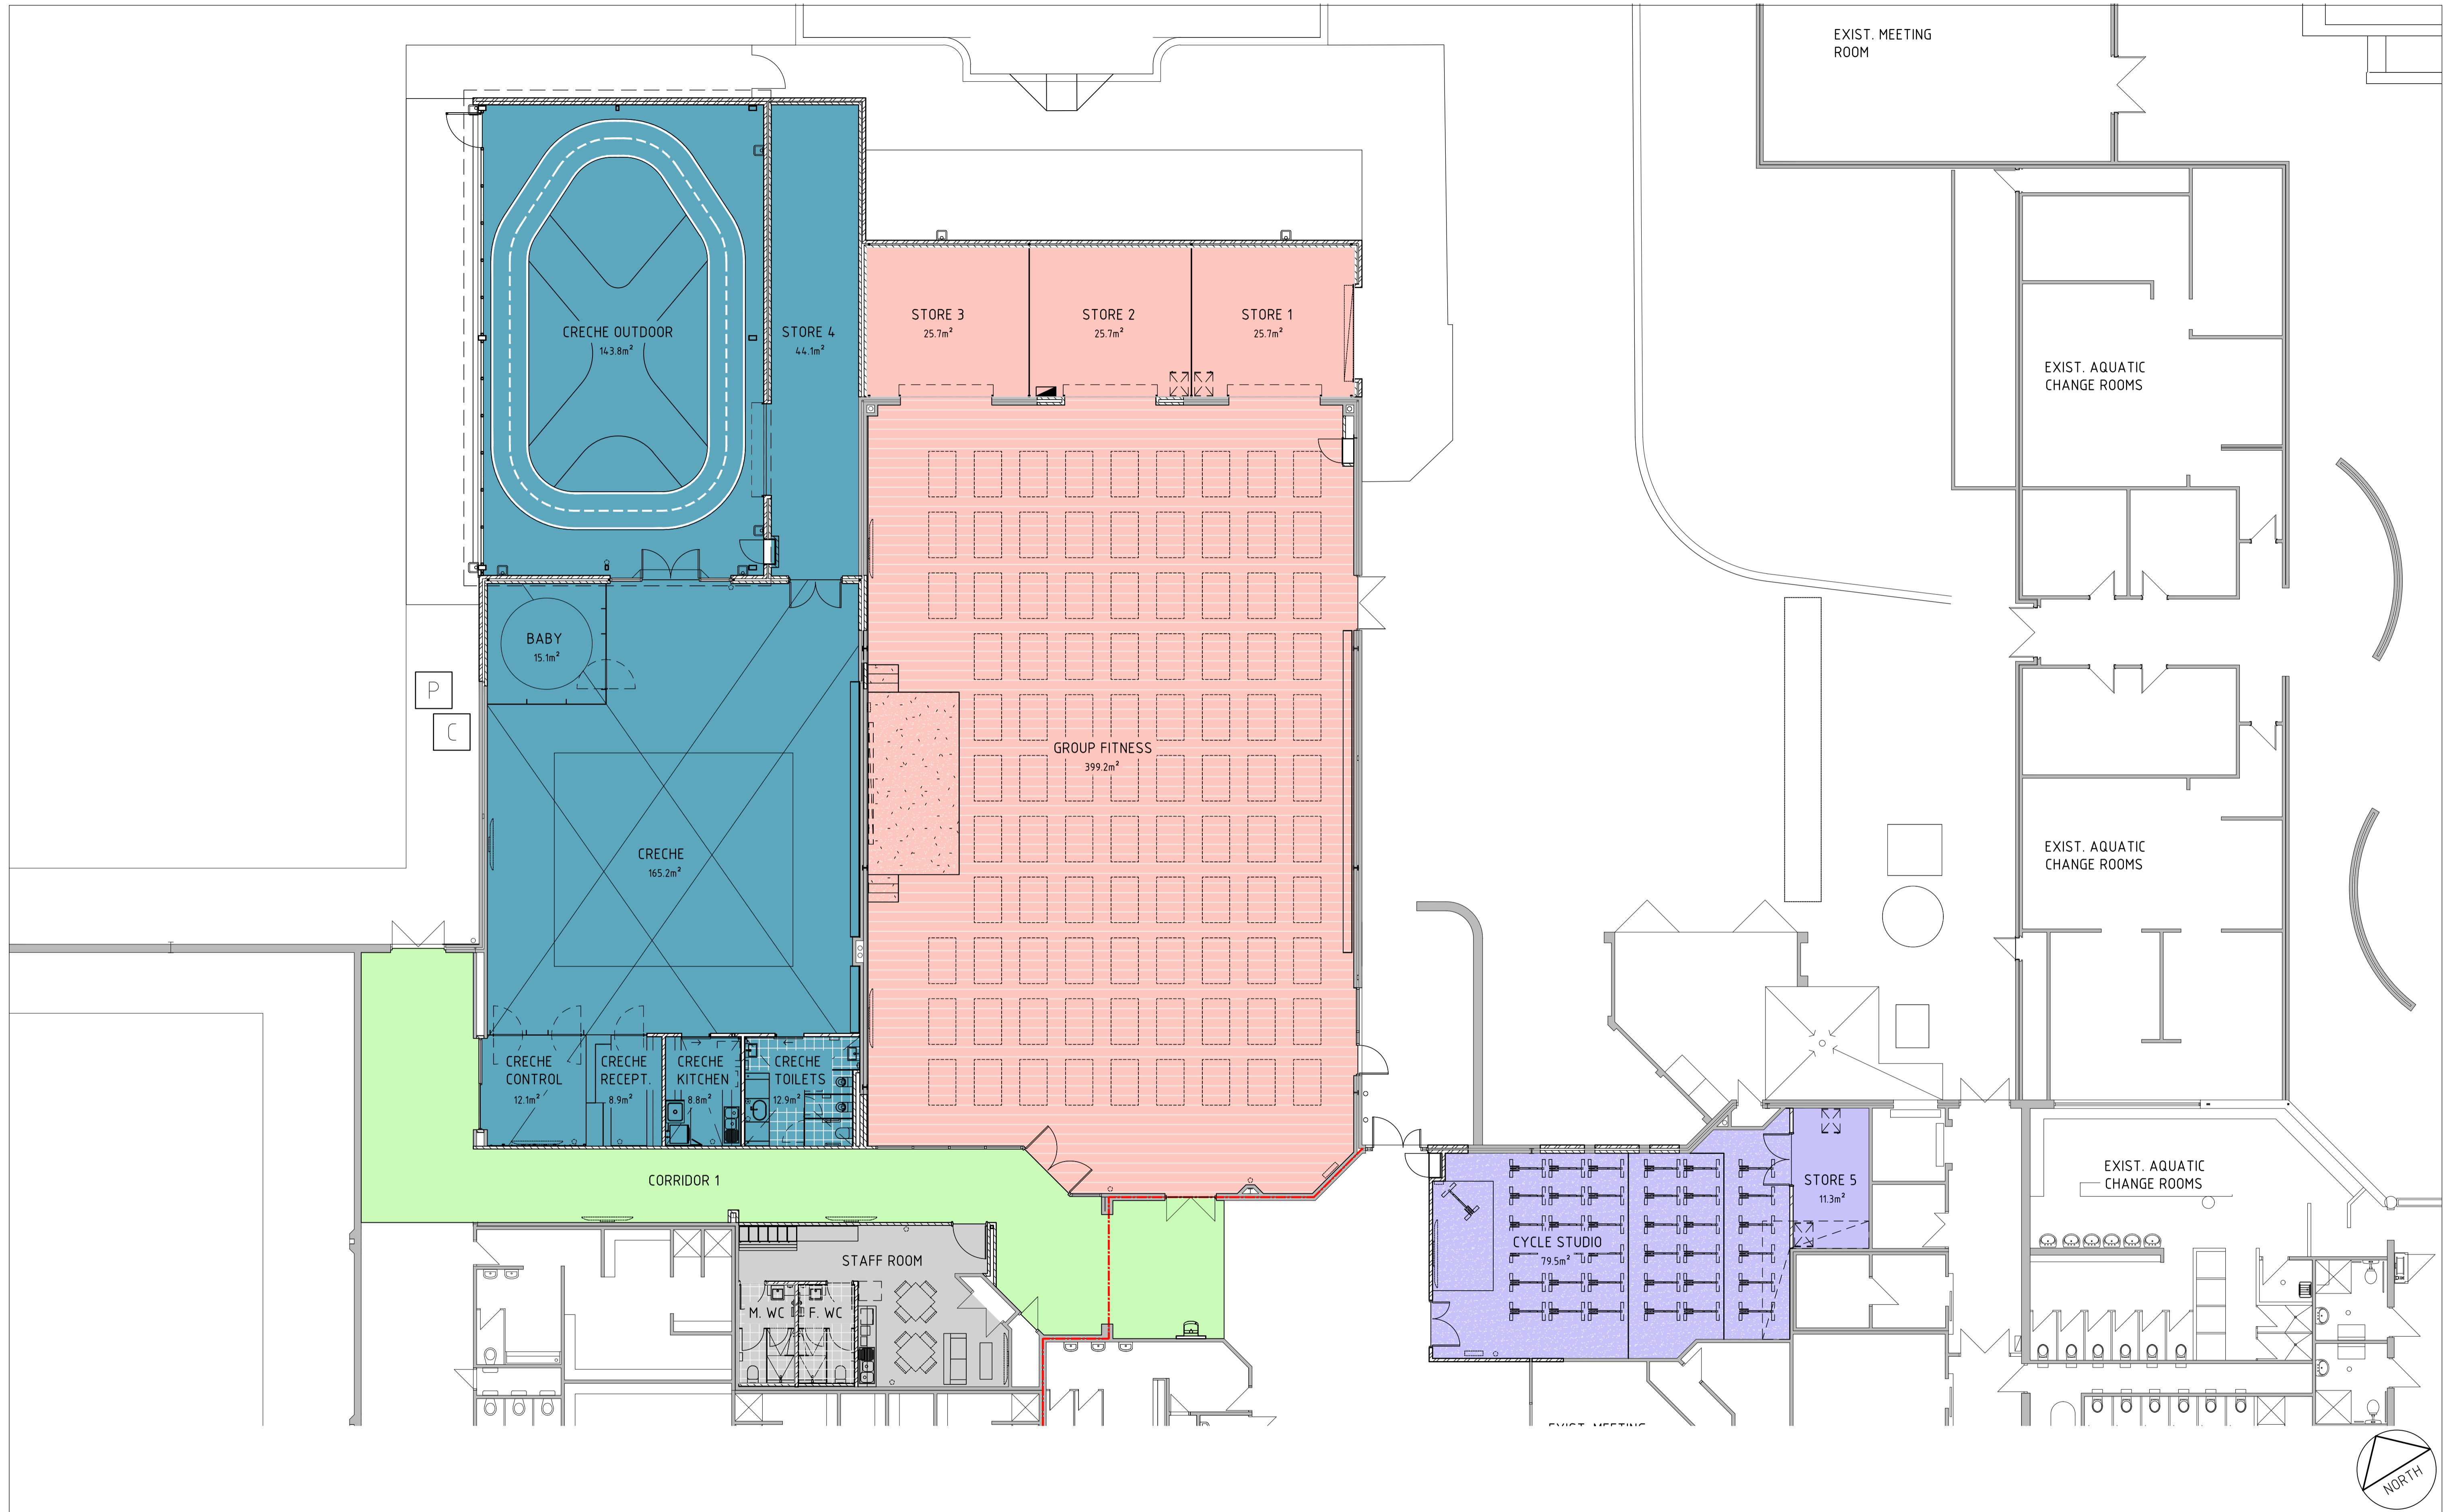 EXIST. MEETING
ROOM
CRECHE OUTDOOR
143.8m²
STORE 4
44.1m²
STORE 3
25.7m²
STORE 2
25.7m²
STORE 1
25.7m²
EXIST. AQUATIC
CHANGE ROOMS
BABY
15.1m²
P
C
GROUP FITNESS
399.2m²
CRECHE
165.2m²
EXIST. AQUATIC
CHANGE ROOMS
CRECHE
CONTROL
12.1m²
CRECHE
RECEPT.
8.9m²
CRECHE
KITCHEN
8.8m²
CRECHE
TOILETS
12.9m²
CORRIDOR 1
STORE 5
11.3m²
EXIST. AQUATIC
CHANGE ROOMS
CYCLE STUDIO
79.5m²
STAFF ROOM
M. WC
F. WC
EXIST. MEETING
NORTH